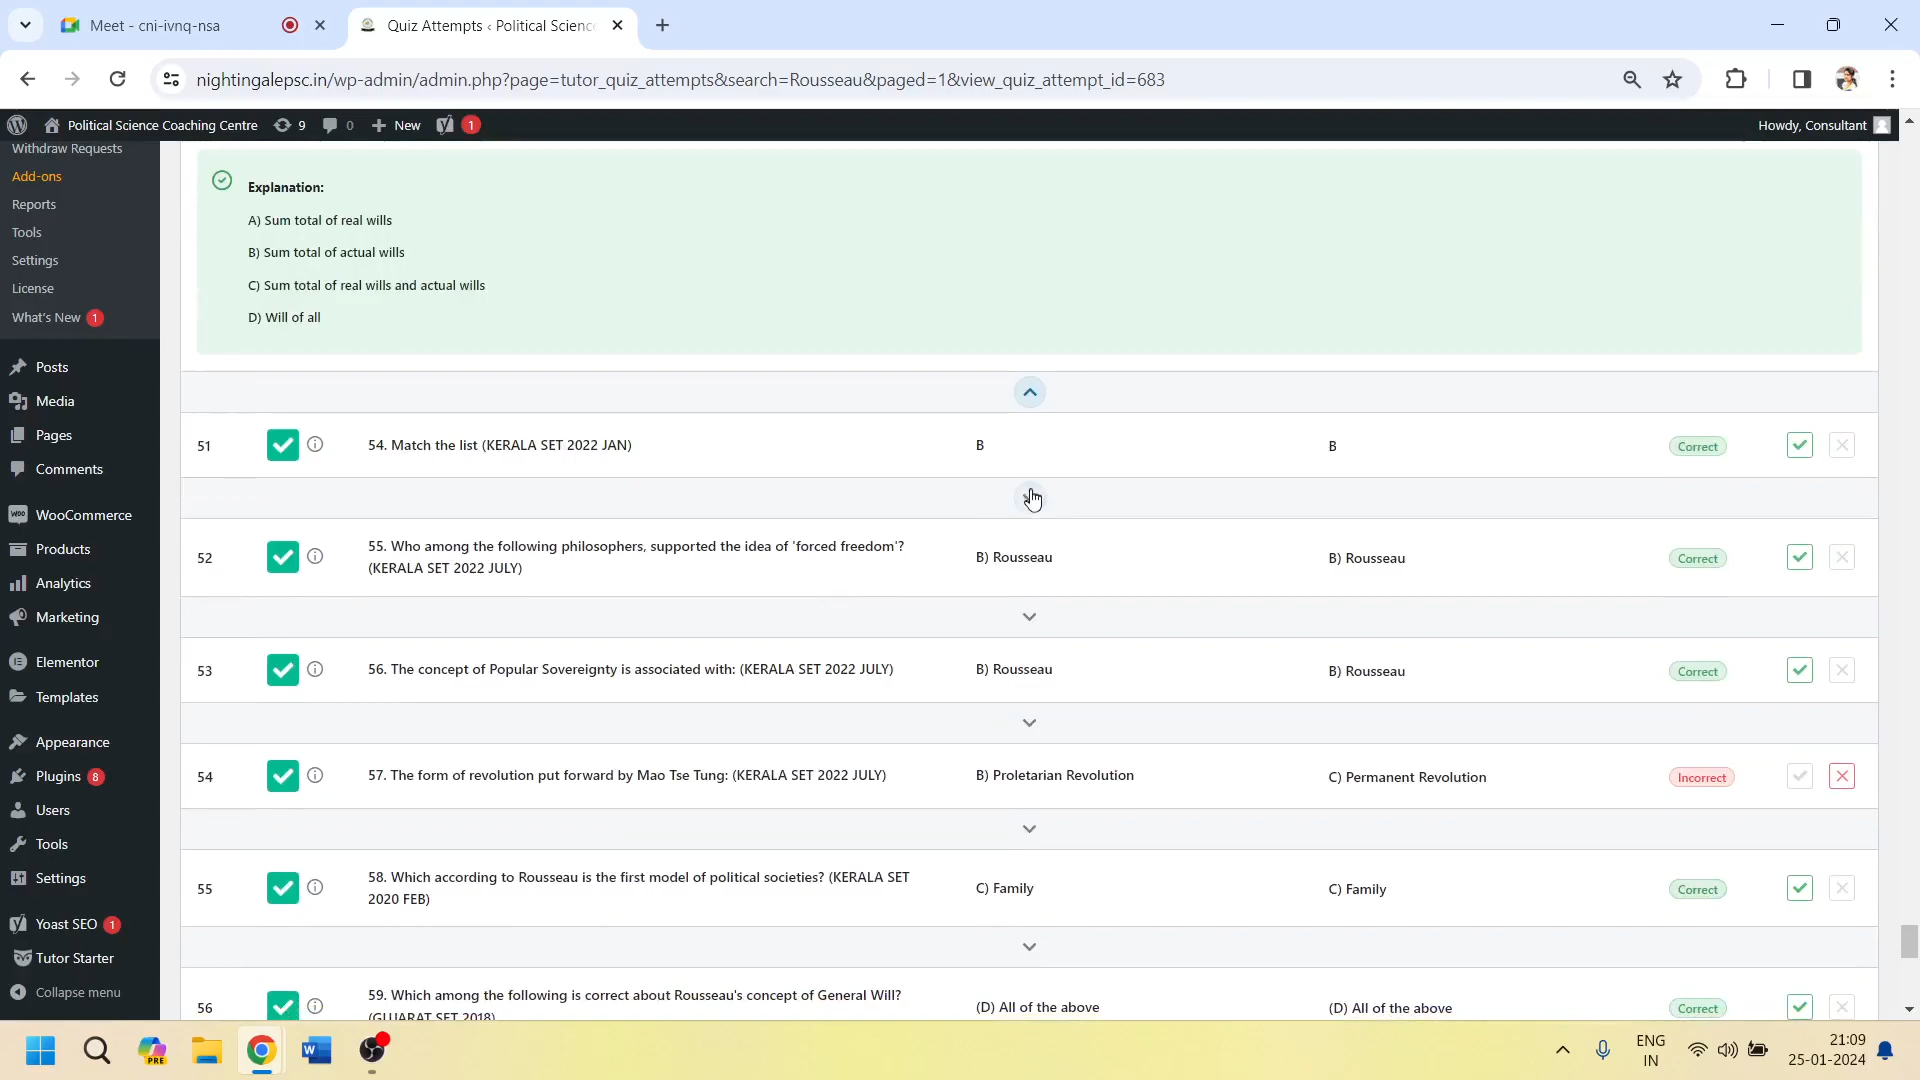 Meet - cni-ivnq-nsa
Quiz Attempts ‹ Political Science
nightingalepsc.in/wp-admin/admin.php?page=tutor_quiz_attempts&search=Rousseau&paged=1&view_quiz_attempt_id=683
Political Science Coaching Centre 9 0 New 1 Howdy, Consultant
Withdraw Requests
Add-ons
Reports
Tools
Settings
License
What's New 1
Posts
Media
Pages
Comments
WooCommerce
Products
Analytics
Marketing
Elementor
Templates
Appearance
Plugins 8
Users
Tools
Settings
Yoast SEO 1
Tutor Starter
Collapse menu
Explanation:
A) Sum total of real wills
B) Sum total of actual wills
C) Sum total of real wills and actual wills
D) Will of all
51 54. Match the list (KERALA SET 2022 JAN) B B Correct
52 55. Who among the following philosophers, supported the idea of 'forced freedom'?
(KERALA SET 2022 JULY) B) Rousseau B) Rousseau Correct
53 56. The concept of Popular Sovereignty is associated with: (KERALA SET 2022 JULY) B) Rousseau B) Rousseau Correct
54 57. The form of revolution put forward by Mao Tse Tung: (KERALA SET 2022 JULY) B) Proletarian Revolution C) Permanent Revolution Incorrect
55 58. Which according to Rousseau is the first model of political societies? (KERALA SET
2020 FEB) C) Family C) Family Correct
56 59. Which among the following is correct about Rousseau's concept of General Will?
(GUJARAT SET 2018) (D) All of the above (D) All of the above Correct
PRE
ENG
IN
21:09
25-01-2024